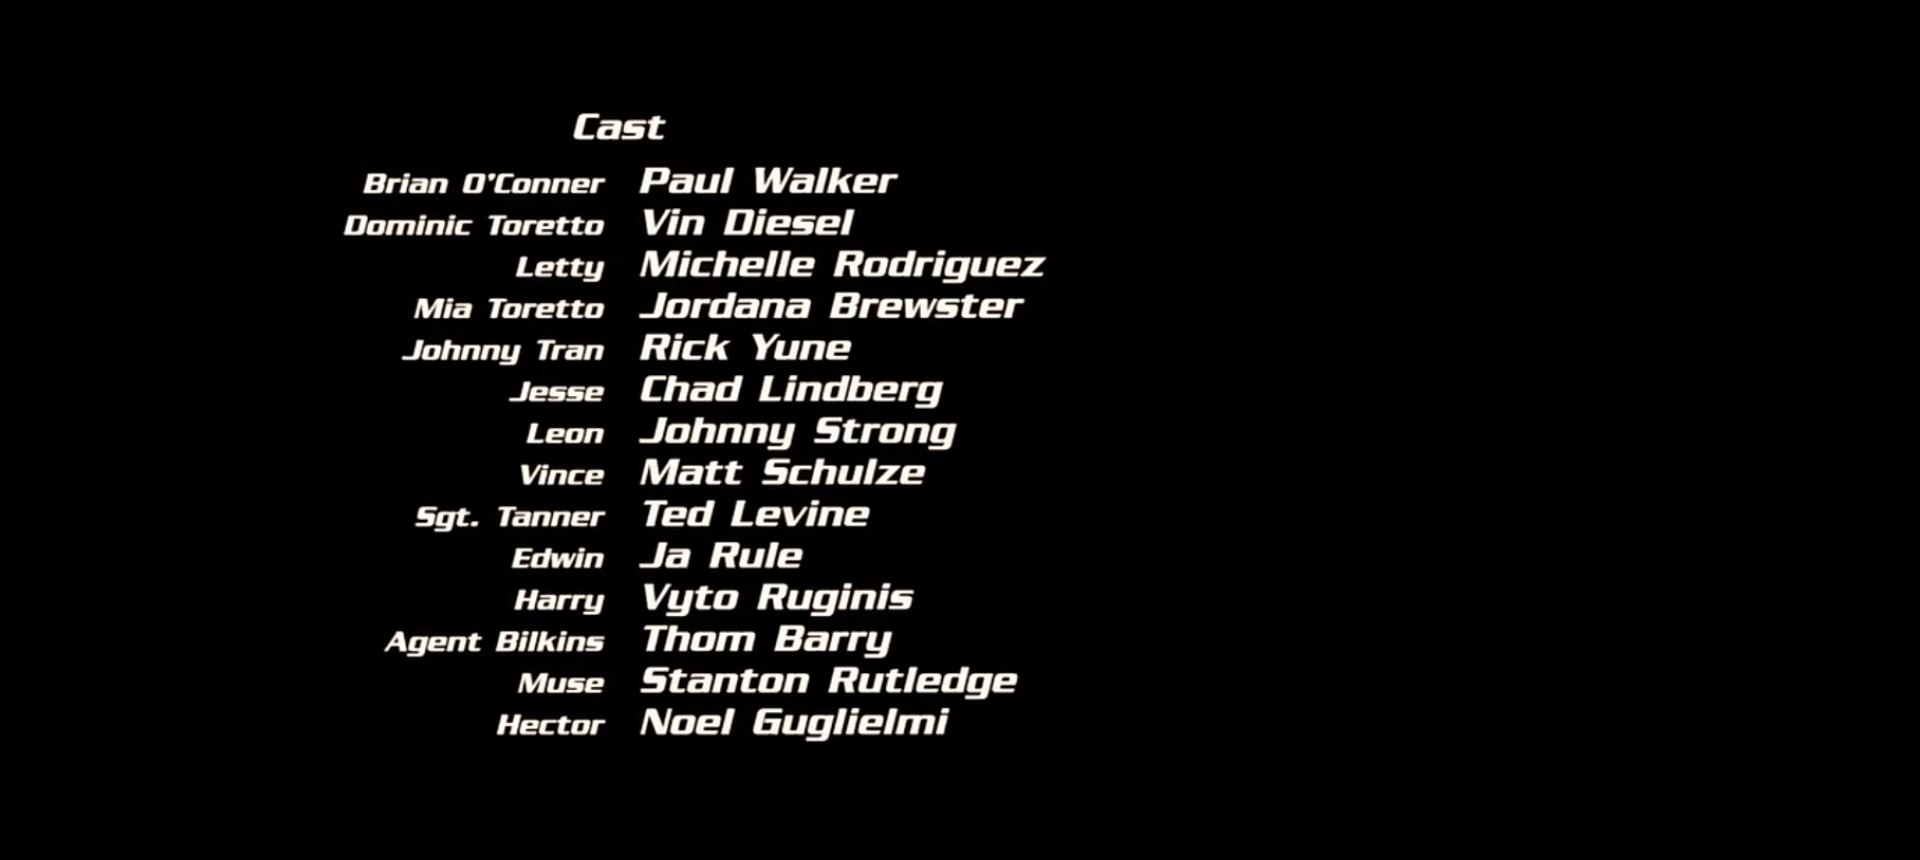 Cast
Brian O'Conner Paul Walker
Dominic Toretto Vin Diesel
Letty Michelle Rodriguez
Mia Toretto Jordana Brewster
Johnny Tran Rick Yune
Jesse Chad Lindberg
Leon Johnny Strong
Vince Matt Schulze
Sgt. Tanner Ted Levine
Edwin Ja Rule
Harry Vyto Ruginis
Agent Bilkins Thom Barry
Muse Stanton Rutledge
Hector Noel Guglielmi